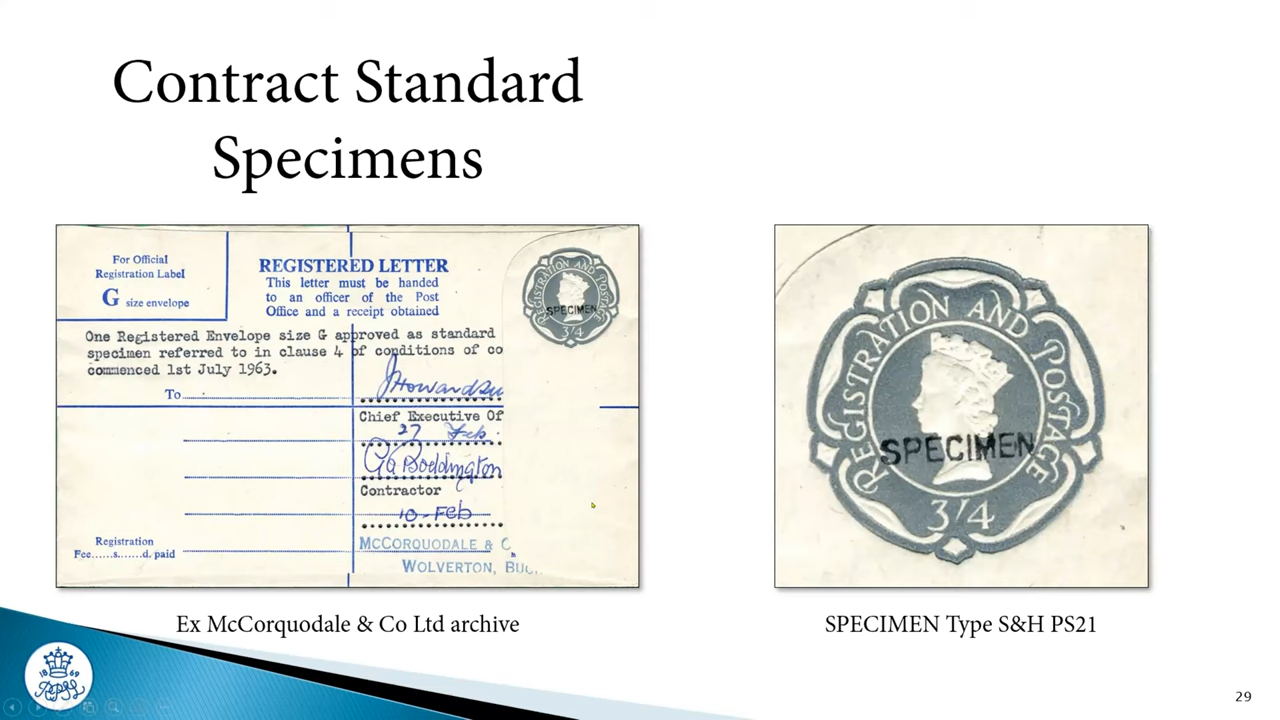 Contract Standard
Specimens
For Official
Registration Label
G size envelope
REGISTERED LETTER
This letter must be handed
to an officer of the Post
Office and a receipt obtained
REGISTRATION AND POSTAGE
SPECIMEN
3/4
One Registered Envelope size G approved as standard
specimen referred to in clause 4 of conditions of co
commenced 1st July 1963.
To
Chief Executive Of
27 Feb.
Boddington
Contractor
10-Feb
Registration
Fee......s.......d. paid
McCORQUODALE & C
WOLVERTON, BUC
REGISTRATION AND POSTAGE
SPECIMEN
3/4
Ex McCorquodale & Co Ltd archive
SPECIMEN Type S&H PS21
1869
29